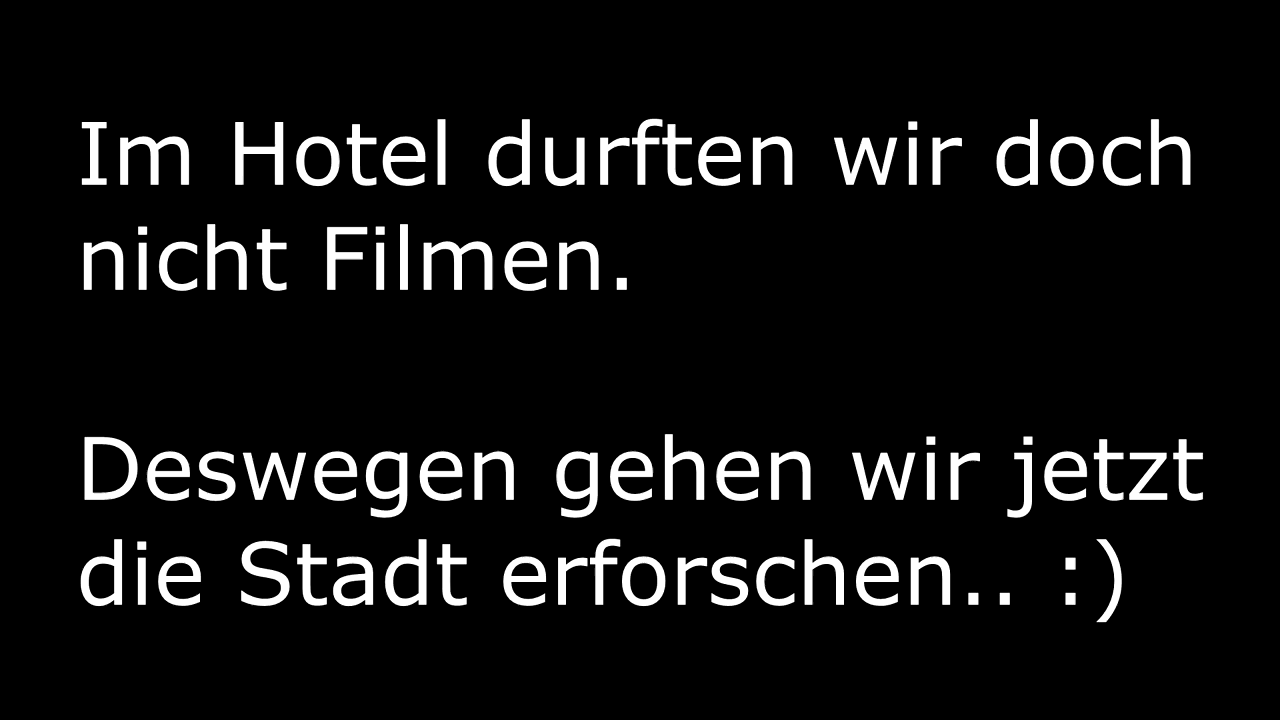 Im Hotel durften wir doch
nicht Filmen.
Deswegen gehen wir jetzt
die Stadt erforschen.. :)